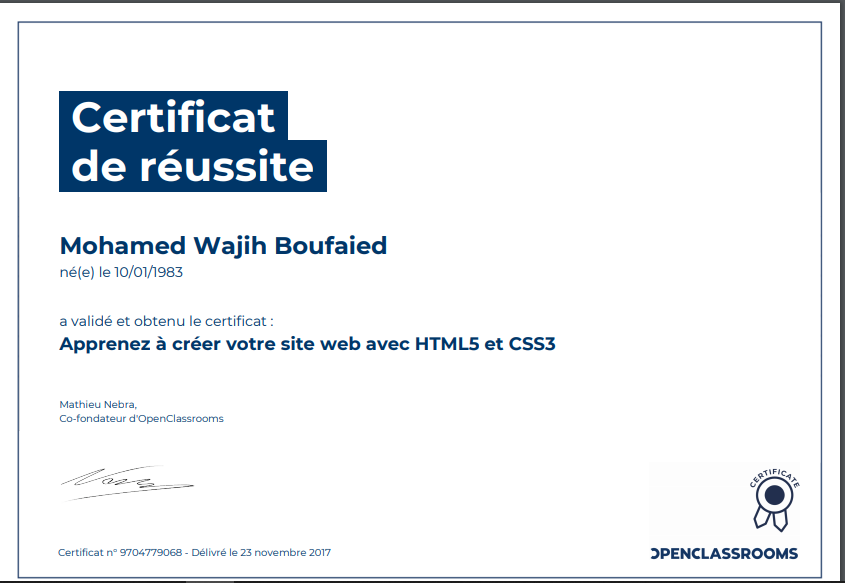 Certificat
de réussite
Mohamed Wajih Boufaied
né(e) le 10/01/1983
a validé et obtenu le certificat :
Apprenez à créer votre site web avec HTML5 et CSS3
Mathieu Nebra,
Co-fondateur d'OpenClassrooms
CERTIFICATE
OPENCLASSROOMS
Certificat n° 9704779068 - Délivré le 23 novembre 2017